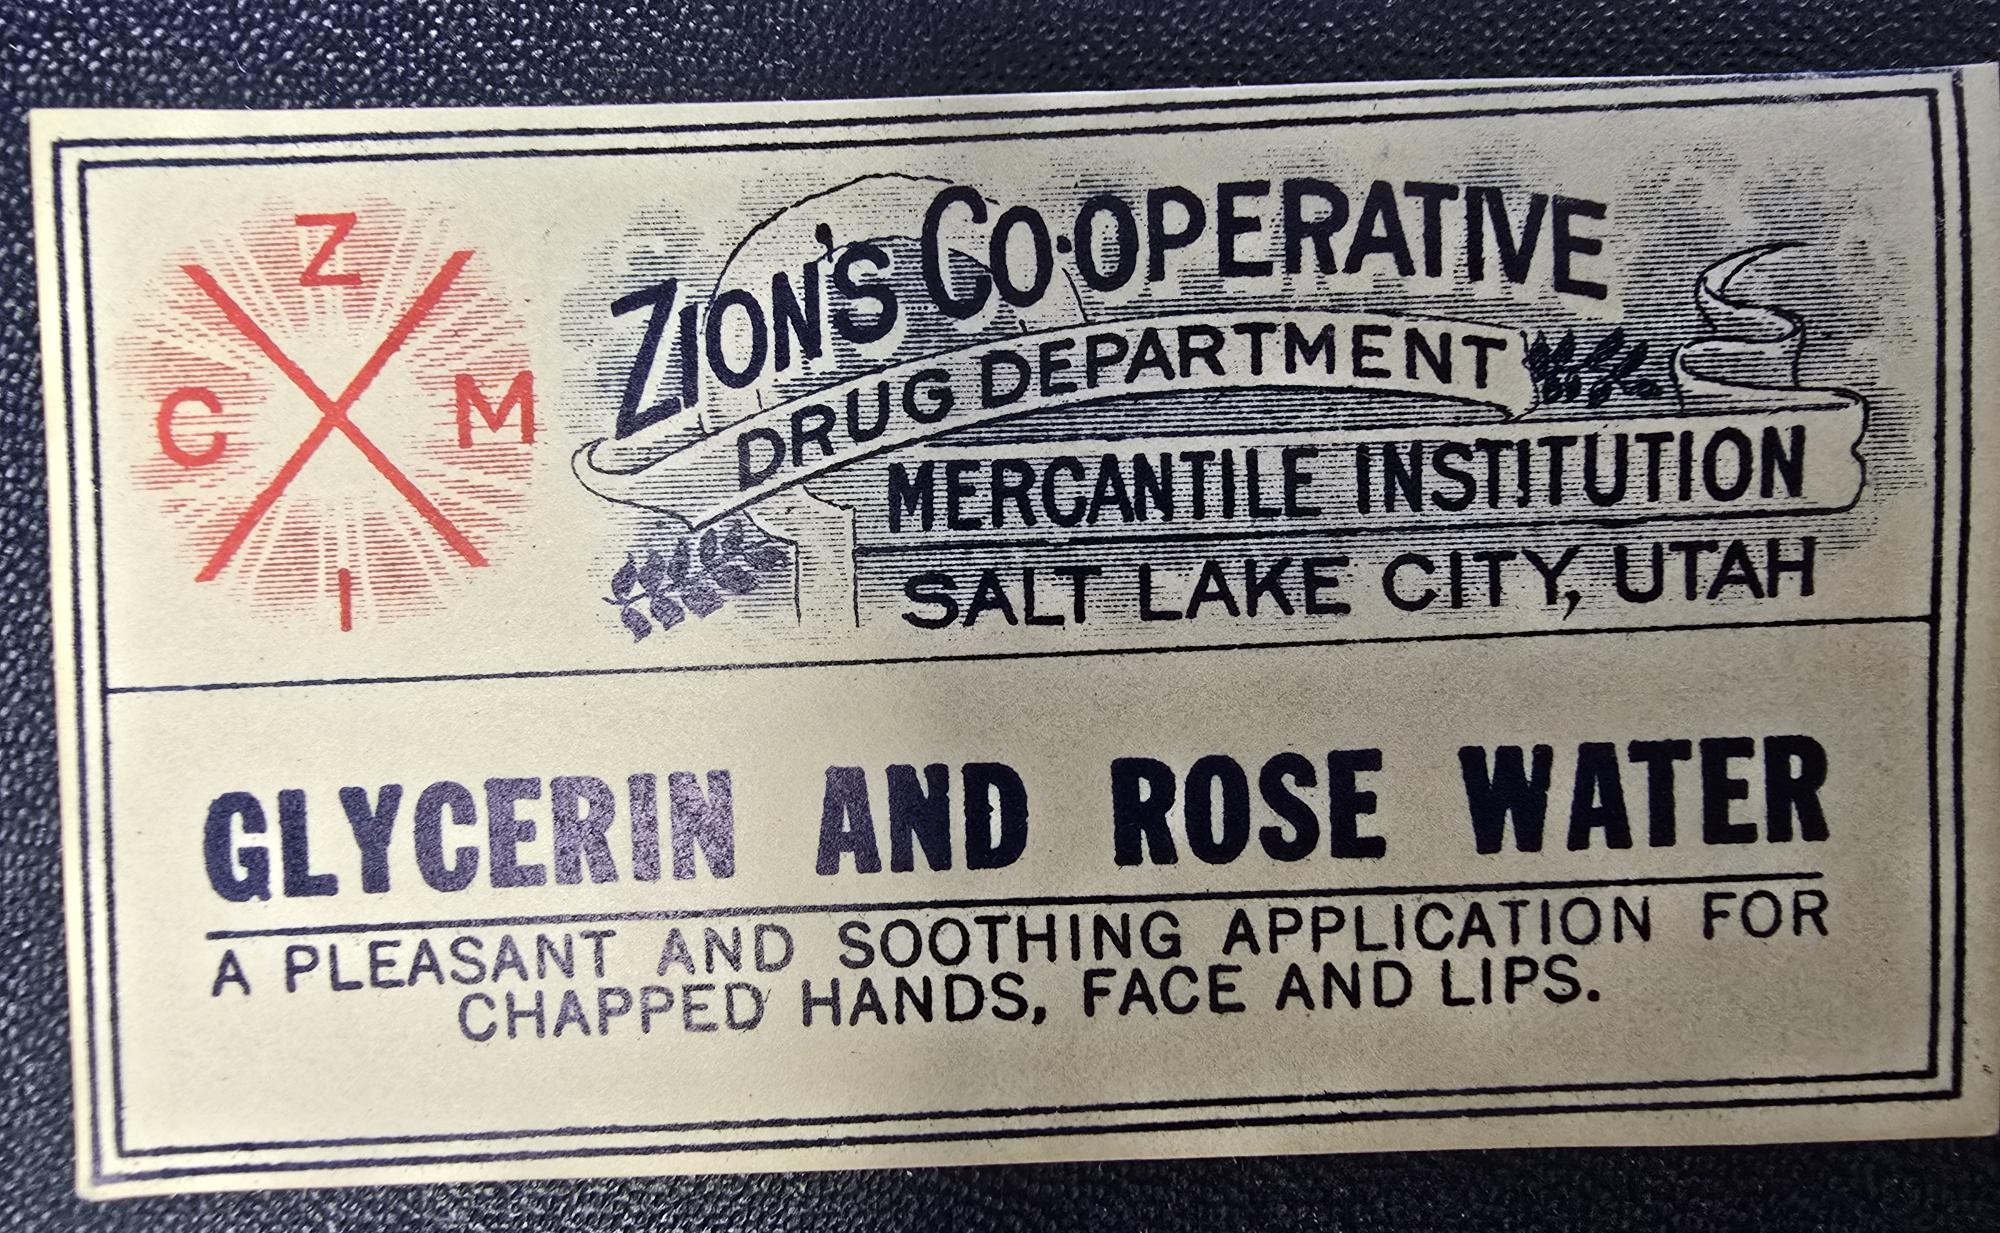 Z
C M
I
ZION'S CO-OPERATIVE
DRUG DEPARTMENT
MERCANTILE INSTITUTION
SALT LAKE CITY, UTAH
GLYCERIN AND ROSE WATER
A PLEASANT AND SOOTHING APPLICATION FOR
CHAPPED HANDS, FACE AND LIPS.